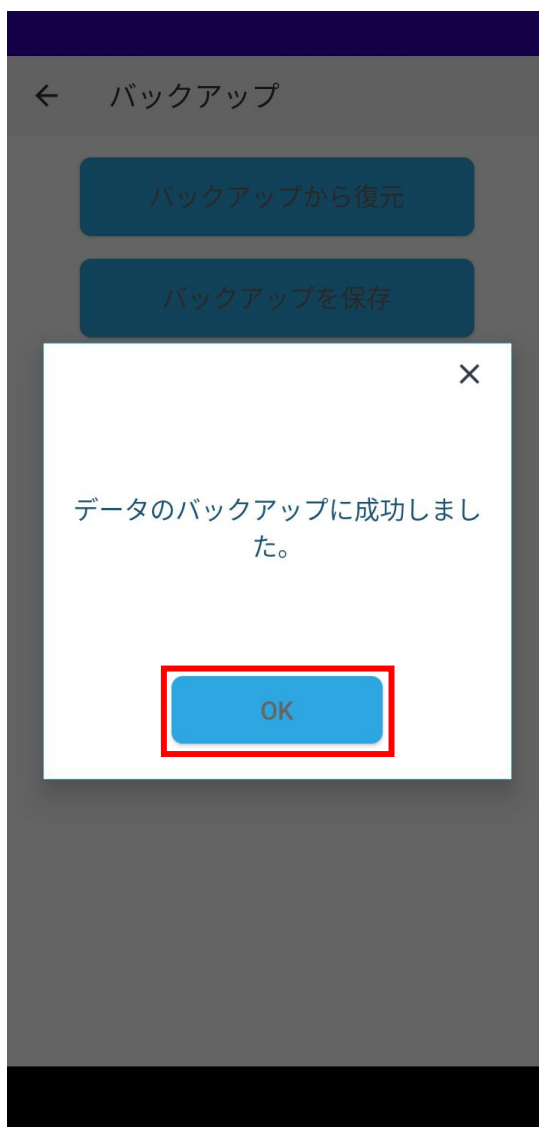 バックアップ
バックアップから復元
バックアップを保存
データのバックアップに成功しまし
た。
OK